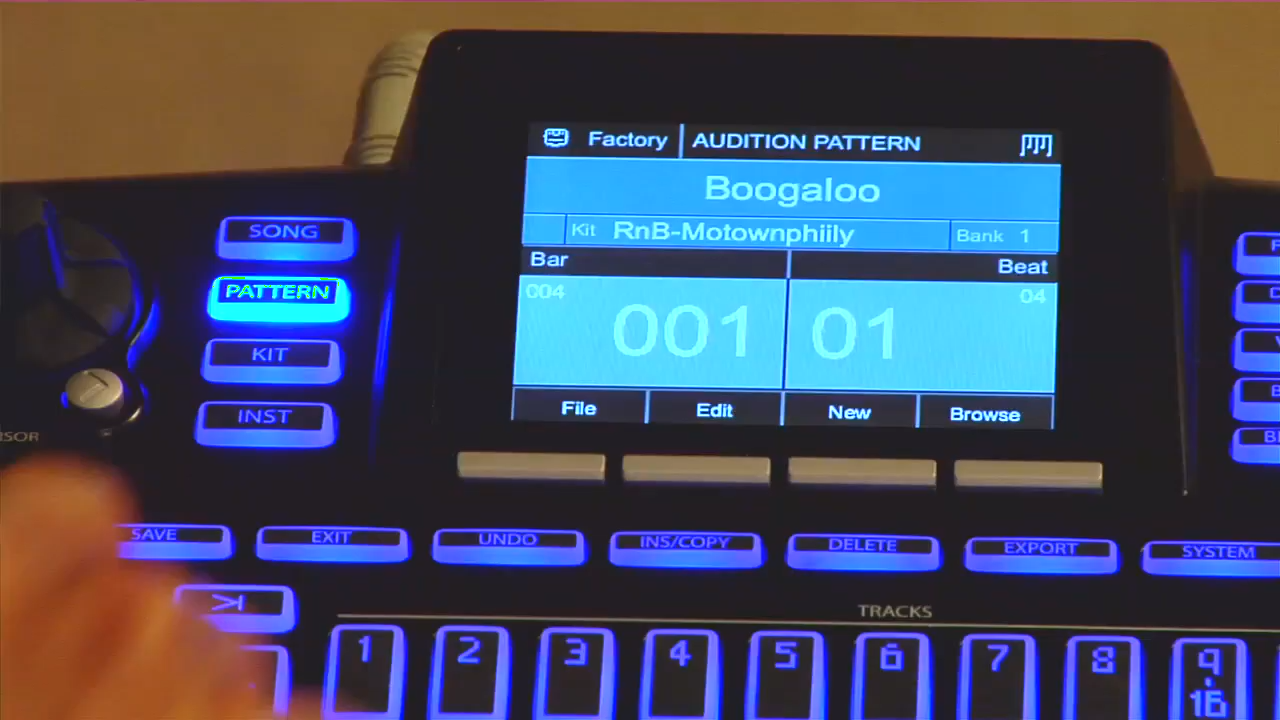 Factory AUDITION PATTERN
Boogaloo
Kit RnB-Motownphiily Bank 1
Bar Beat
004 001 01 04
File Edit New Browse
SONG
PATTERN
KIT
INST
SAVE EXIT UNDO INS/COPY DELETE EXPORT SYSTEM
TRACKS
1 2 3 4 5 6 7 8 9
16